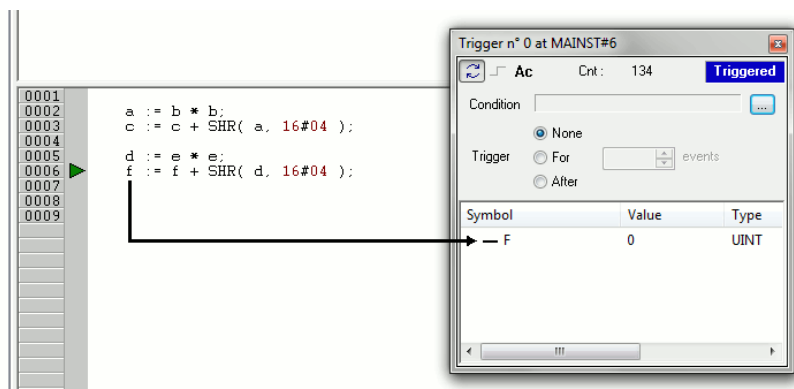 Trigger n° 0 at MAINST#6
Ac Cnt: 134 Triggered
Condition ...
None
Trigger For events
After
Symbol Value Type
F 0 UINT
0001
0002 a := b * b;
0003 c := c + SHR( a, 16#04 );
0004
0005 d := e * e;
0006 f := f + SHR( d, 16#04 );
0007
0008
0009